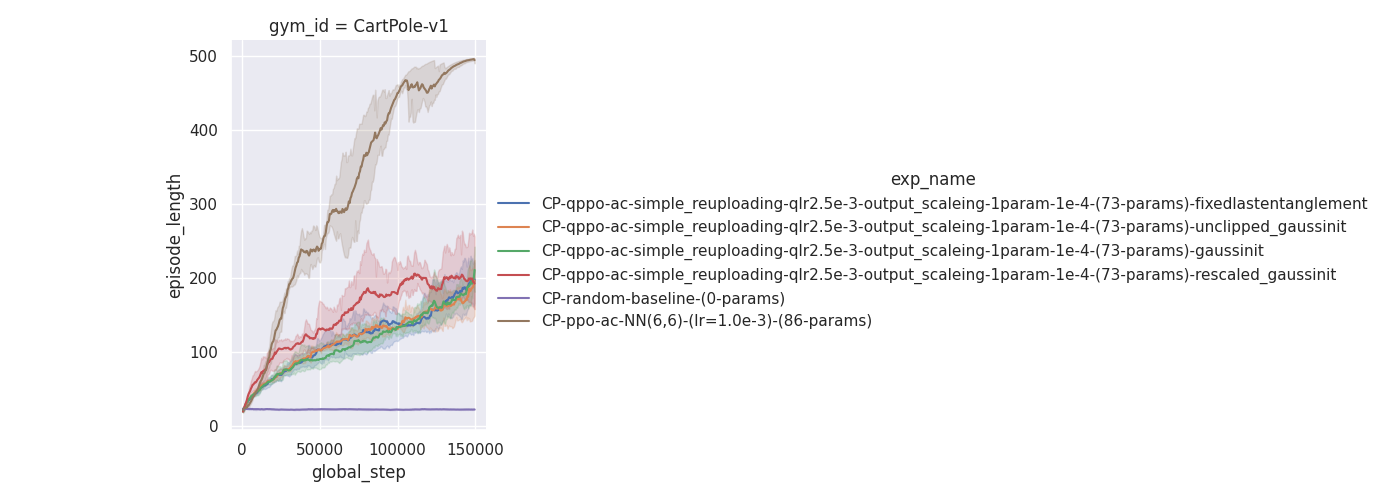 gym_id = CartPole-v1
500
400
300
200
100
0
episode_length
0
50000
100000
150000
global_step
exp_name
CP-qppo-ac-simple_reuploading-qlr2.5e-3-output_scaleing-1param-1e-4-(73-params)-fixedlastentanglement
CP-qppo-ac-simple_reuploading-qlr2.5e-3-output_scaleing-1param-1e-4-(73-params)-unclipped_gaussinit
CP-qppo-ac-simple_reuploading-qlr2.5e-3-output_scaleing-1param-1e-4-(73-params)-gaussinit
CP-qppo-ac-simple_reuploading-qlr2.5e-3-output_scaleing-1param-1e-4-(73-params)-rescaled_gaussinit
CP-random-baseline-(0-params)
CP-ppo-ac-NN(6,6)-(lr=1.0e-3)-(86-params)